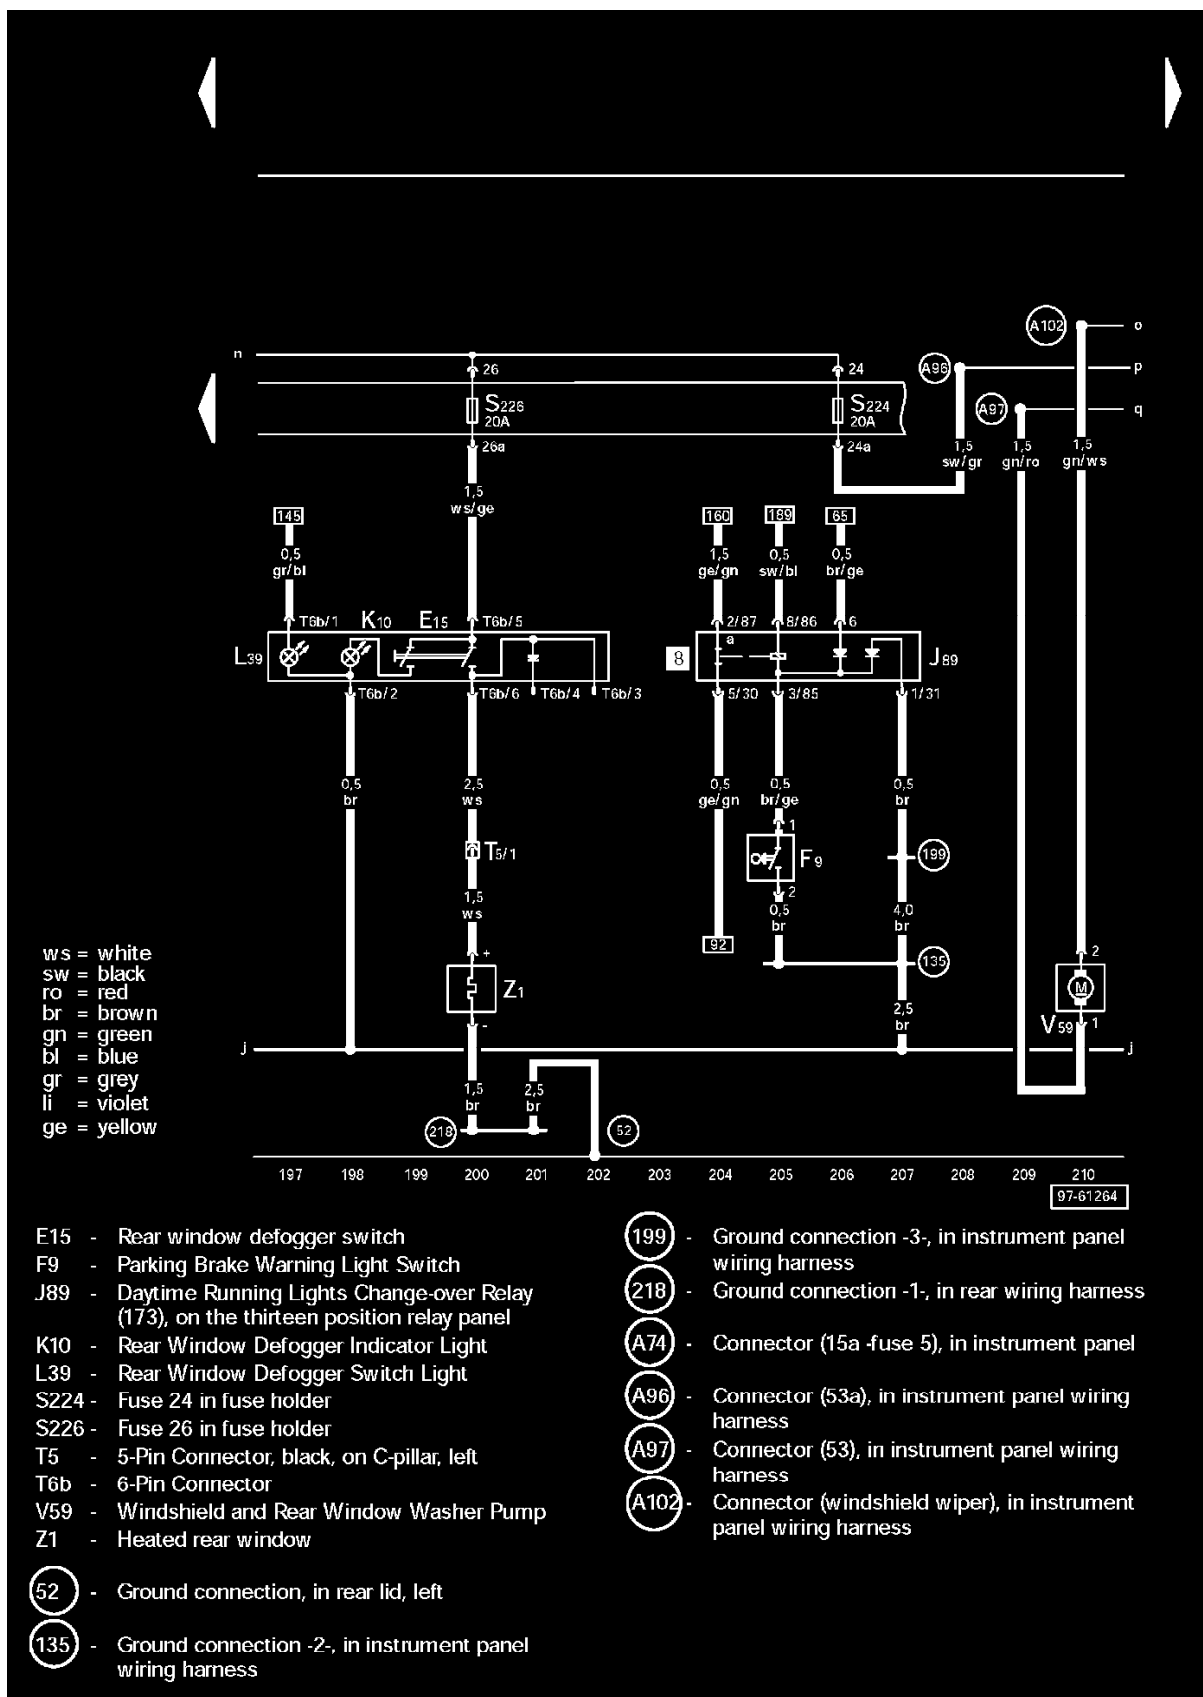 A102
o
n
26
24
A96
p
S226
20A
S224
20A
A97
q
26a
24a
1,5
sw/gr
1,5
gn/ro
1,5
gn/ws
1,5
ws/ge
145
160
189
65
0,5
gr/bl
1,5
ge/gn
0,5
sw/bl
0,5
br/ge
T6b/1
K10
E15
T6b/5
2/87
8/86
6
L39
a
8
J89
T6b/2
T6b/6
T6b/4
T6b/3
5/30
3/85
1/31
0,5
br
2,5
ws
0,5
ge/gn
0,5
br/ge
0,5
br
1
T5/1
F9
199
2
1,5
ws
0,5
br
4,0
br
92
135
2
+
Z1
M
-
2,5
br
V59
1
j
j
1,5
br
2,5
br
218
52
ws = white
sw = black
ro = red
br = brown
gn = green
bl = blue
gr = grey
li = violet
ge = yellow
197 198 199 200 201 202 203 204 205 206 207 208 209 210
97-61264
E15 - Rear window defogger switch
F9 - Parking Brake Warning Light Switch
J89 - Daytime Running Lights Change-over Relay
(173), on the thirteen position relay panel
K10 - Rear Window Defogger Indicator Light
L39 - Rear Window Defogger Switch Light
S224 - Fuse 24 in fuse holder
S226 - Fuse 26 in fuse holder
T5 - 5-Pin Connector, black, on C-pillar, left
T6b - 6-Pin Connector
V59 - Windshield and Rear Window Washer Pump
Z1 - Heated rear window
52 - Ground connection, in rear lid, left
135 - Ground connection -2-, in instrument panel
wiring harness
199 - Ground connection -3-, in instrument panel
wiring harness
218 - Ground connection -1-, in rear wiring harness
A74 - Connector (15a -fuse 5), in instrument panel
A96 - Connector (53a), in instrument panel wiring
harness
A97 - Connector (53), in instrument panel wiring
harness
A102 - Connector (windshield wiper), in instrument
panel wiring harness